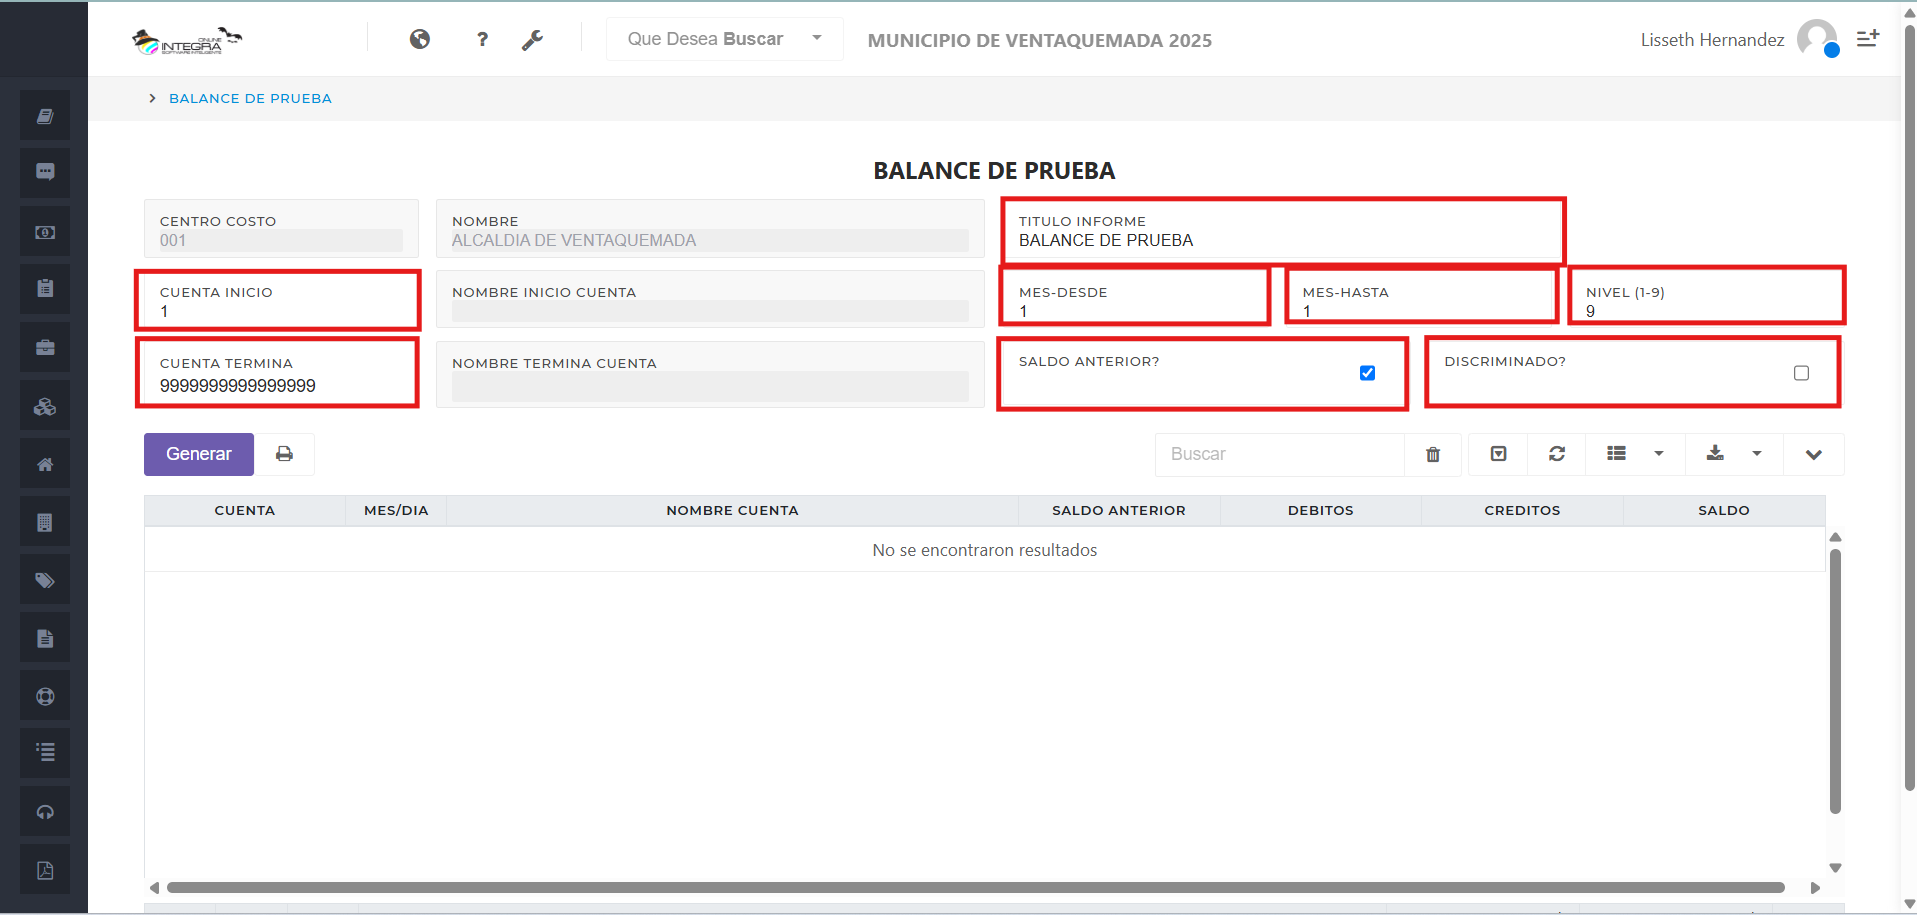 ONLINE
INTEGRA
SOFTWARE INTELIGENTE
?
Que Desea Buscar
MUNICIPIO DE VENTAQUEMADA 2025
Lisseth Hernandez
BALANCE DE PRUEBA
BALANCE DE PRUEBA
CENTRO COSTO
001
NOMBRE
ALCALDIA DE VENTAQUEMADA
TITULO INFORME
BALANCE DE PRUEBA
CUENTA INICIO
1
NOMBRE INICIO CUENTA
MES-DESDE
1
MES-HASTA
1
NIVEL (1-9)
9
CUENTA TERMINA
9999999999999999
NOMBRE TERMINA CUENTA
SALDO ANTERIOR?
DISCRIMINADO?
Generar
Buscar
CUENTA MES/DIA NOMBRE CUENTA SALDO ANTERIOR DEBITOS CREDITOS SALDO
No se encontraron resultados